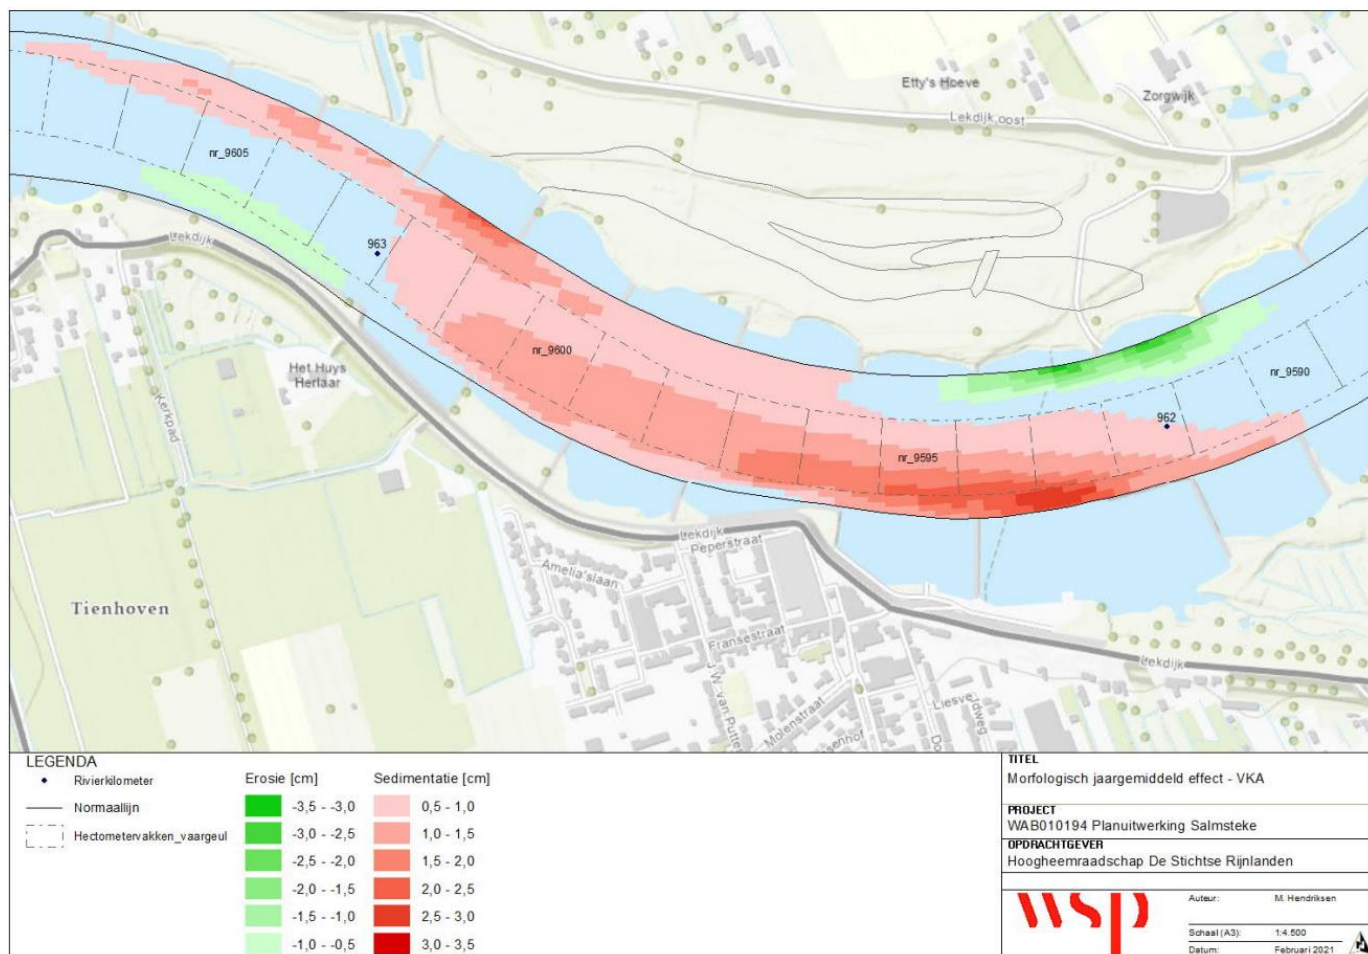 Etty's Hoeve
Zorgwijk
Lekdijk oost
nr_9605
963
Lekdijk
nr_9600
Het Huys
Herlaar
Kerkpad
nr_9590
962
nr_9595
Lekdijk
Peperstraat
Amelia'slaan
Tienhoven
Fransestraat
J.W. van Putten
Molenstraat
senhof
Liesveldweg
Do
Lekdijk
LEGENDA
Rivierkilometer
Normaallijn
Hectometervakken_vaargeul
Erosie [cm]
-3,5 - -3,0
-3,0 - -2,5
-2,5 - -2,0
-2,0 - -1,5
-1,5 - -1,0
-1,0 - -0,5
Sedimentatie [cm]
0,5 - 1,0
1,0 - 1,5
1,5 - 2,0
2,0 - 2,5
2,5 - 3,0
3,0 - 3,5
TITEL
Morfologisch jaargemiddeld effect - VKA
PROJECT
WAB010194 Planuitwerking Salmsteke
OPDRACHTGEVER
Hoogheemraadschap De Stichtse Rijnlanden
wsp
Auteur: M. Hendriksen
Schaal (A3): 1:4.500
Datum: Februari 2021